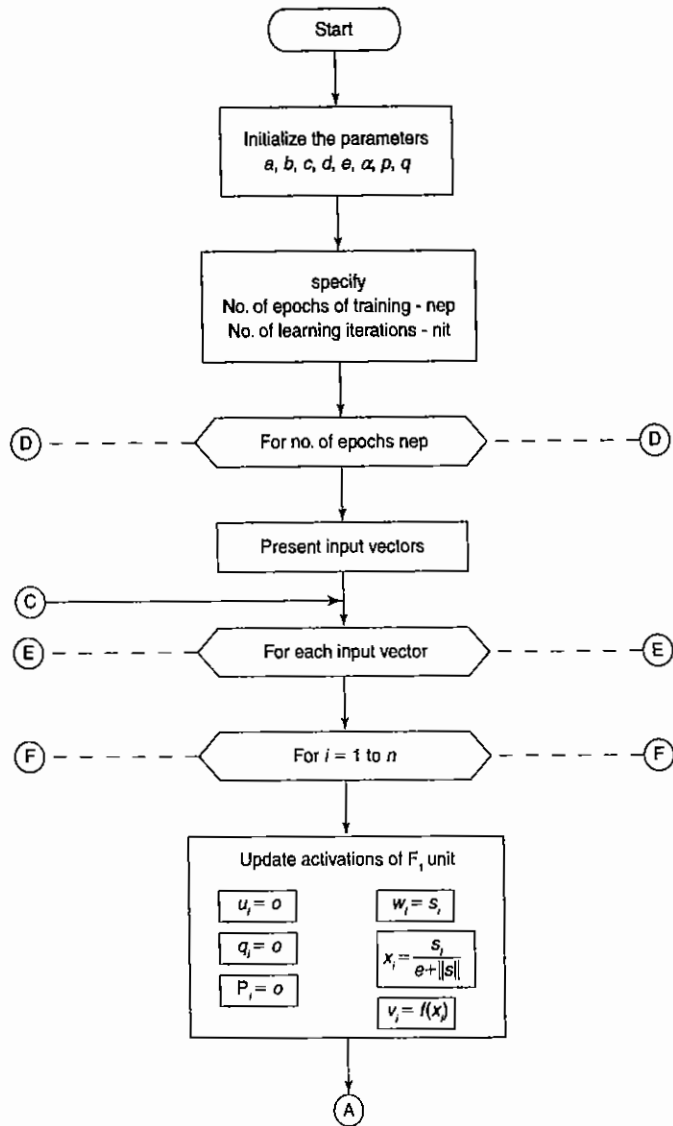 Start
Initialize the parameters
a, b, c, d, e, α, p, q
specify
No. of epochs of training - nep
No. of learning iterations - nit
D
For no. of epochs nep
D
Present input vectors
C
E
For each input vector
E
F
For i = 1 to n
F
Update activations of F₁ unit
uᵢ = o
wᵢ = sᵢ
qᵢ = o
xᵢ = sᵢ / e + ||s||
Pᵢ = o
vᵢ = f(xᵢ)
A